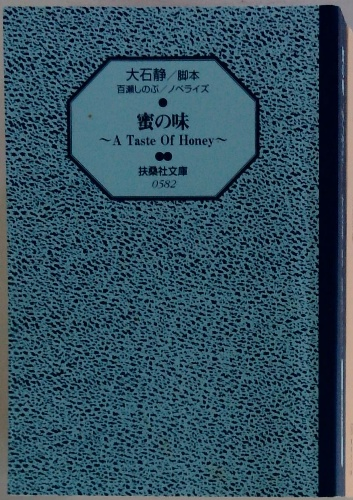 大石静／脚本
百瀬しのぶ／ノベライズ
蜜の味
〜A Taste Of Honey〜
扶桑社文庫
0582